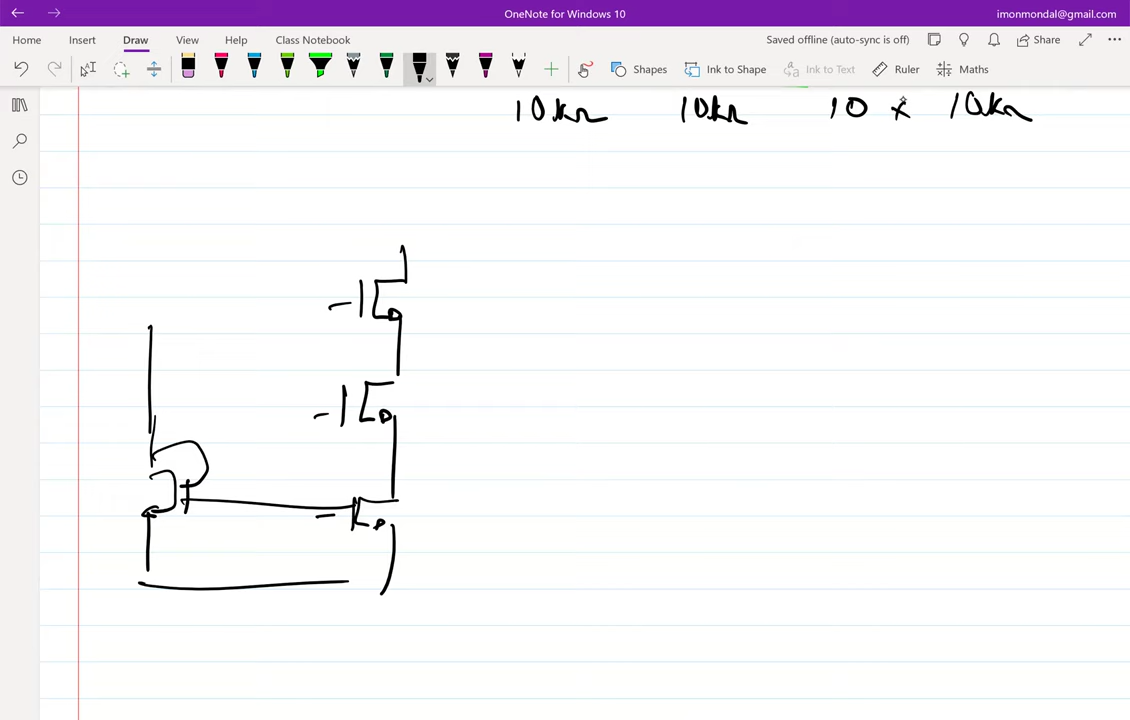 OneNote for Windows 10
imonmondal@gmail.com
Home Insert Draw View Help Class Notebook
Saved offline (auto-sync is off)
Share
Shapes
Ink to Shape
Ink to Text
Ruler
Maths
10kΩ 10kΩ 10 x 10kΩ